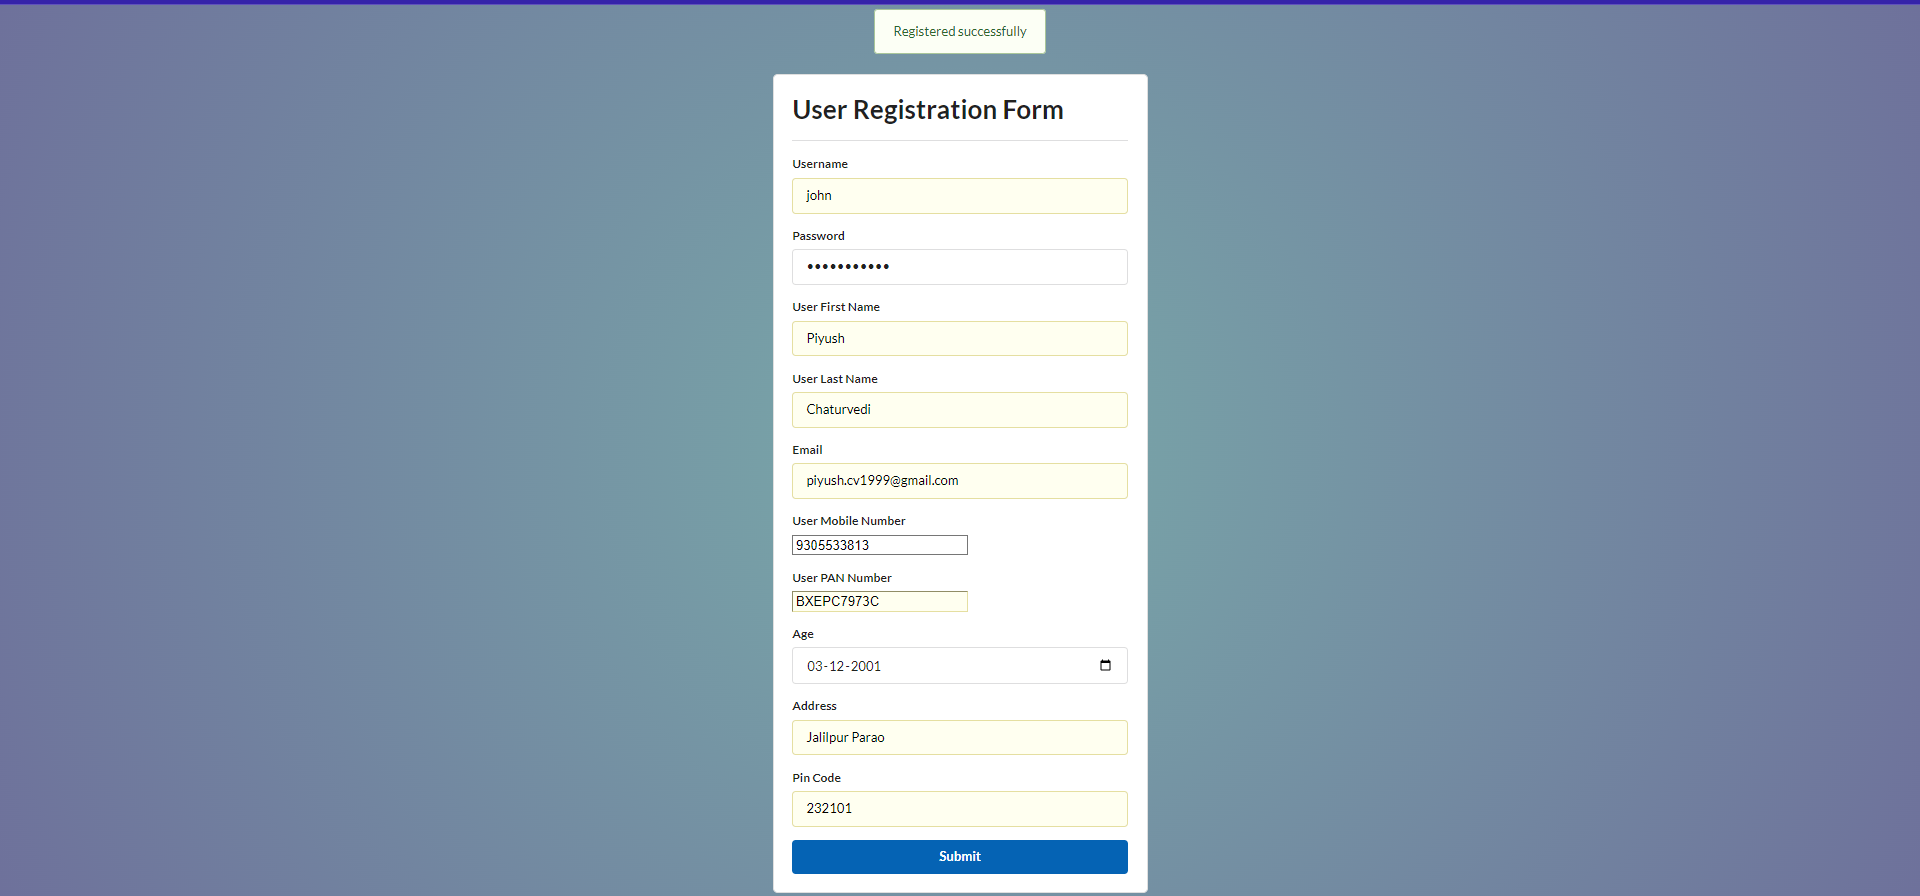 Registered successfully
User Registration Form
Username
john
Password
•••••••••••
User First Name
Piyush
User Last Name
Chaturvedi
Email
piyush.cv1999@gmail.com
User Mobile Number
9305533813
User PAN Number
BXEPC7973C
Age
03-12-2001
Address
Jalilpur Parao
Pin Code
232101
Submit